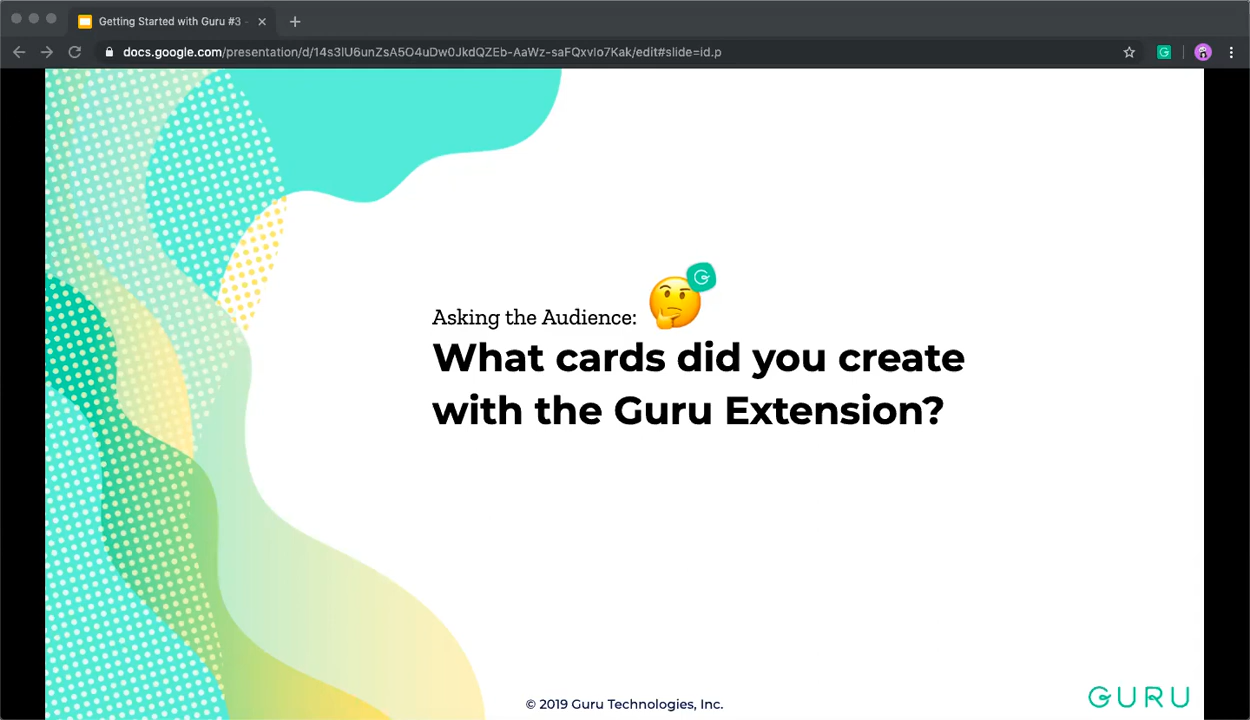 Getting Started with Guru #3 -
docs.google.com/presentation/d/14s3lU6unZsA5O4uDw0JkdQZEb-AaWz-saFQxvlo7Kak/edit#slide=id.p
Asking the Audience:
What cards did you create
with the Guru Extension?
© 2019 Guru Technologies, Inc.
GURU